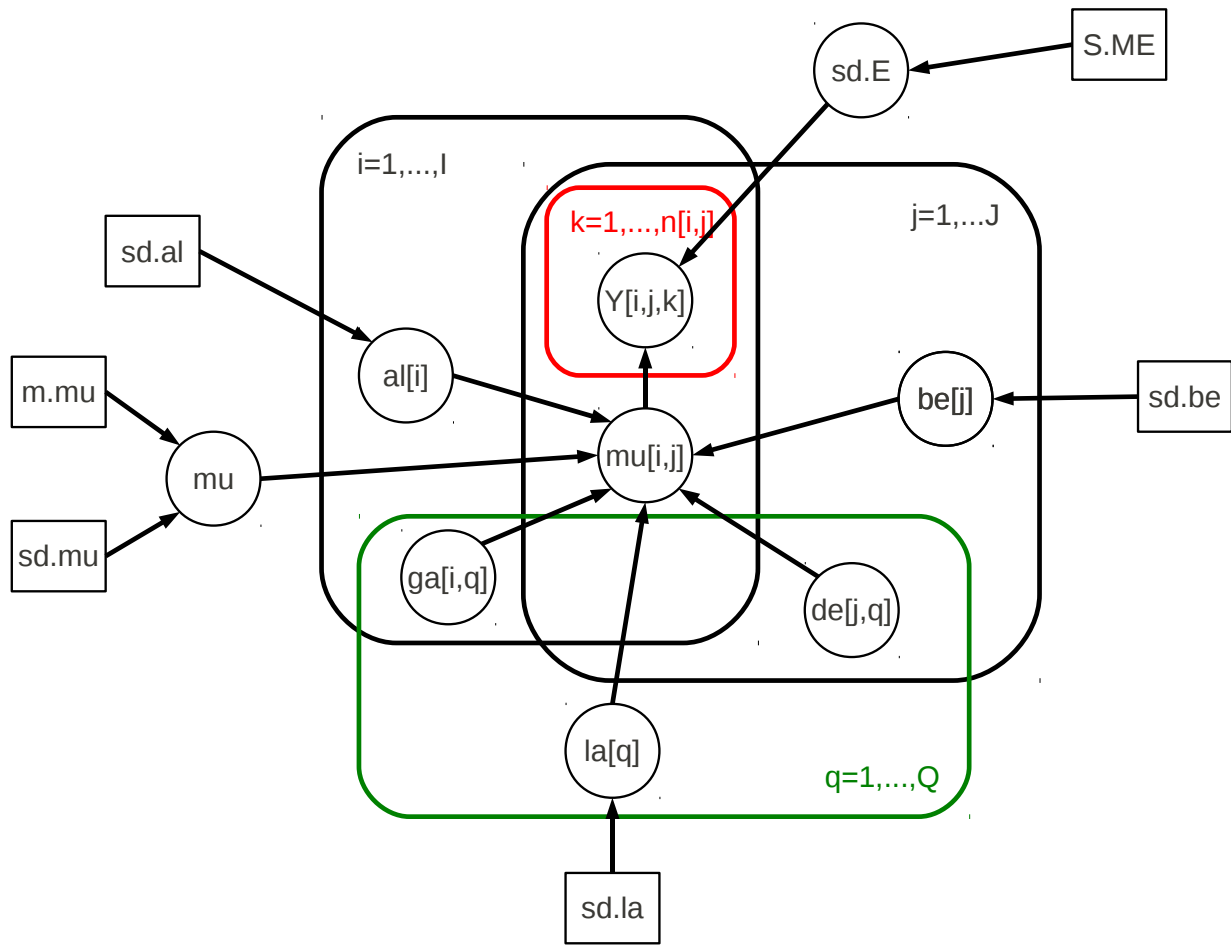 S.ME
sd.E
i=1,...,I
k=1,...,n[i,j]
j=1,...J
sd.al
Y[i,j,k]
al[i]
m.mu
be[j]
sd.be
mu[i,j]
mu
sd.mu
ga[i,q]
de[j,q]
la[q]
q=1,...,Q
sd.la